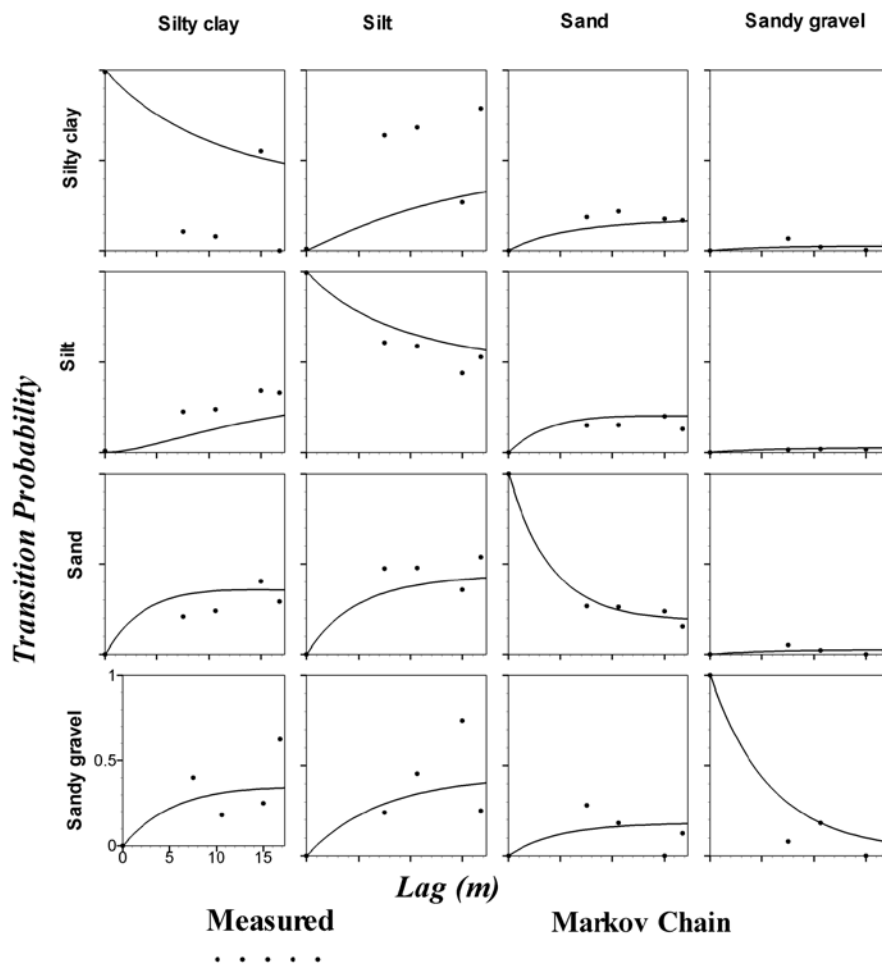 Silty clay Silt Sand Sandy gravel
Silty clay
Silt
Sand
Sandy gravel
Transition Probability
1
0.5
0
0 5 10 15
Lag (m)
Measured Markov Chain